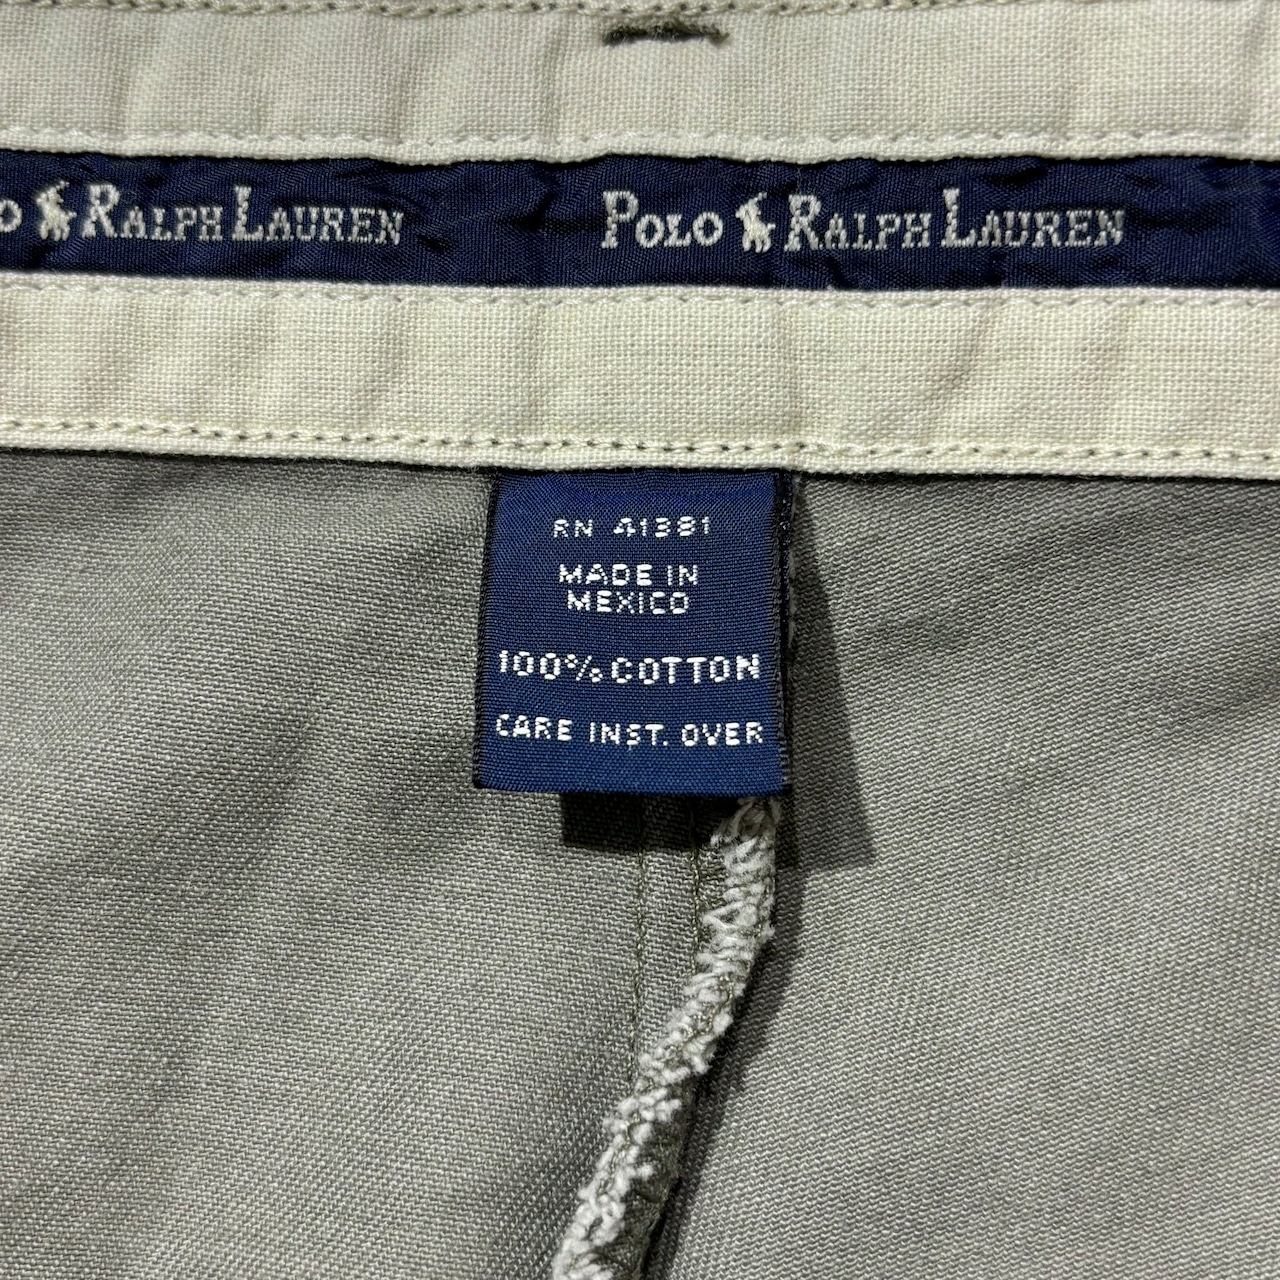 O RALPH LAUREN POLO RALPH LAUREN
RN 41381
MADE IN
MEXICO
100% COTTON
CARE INST. OVER